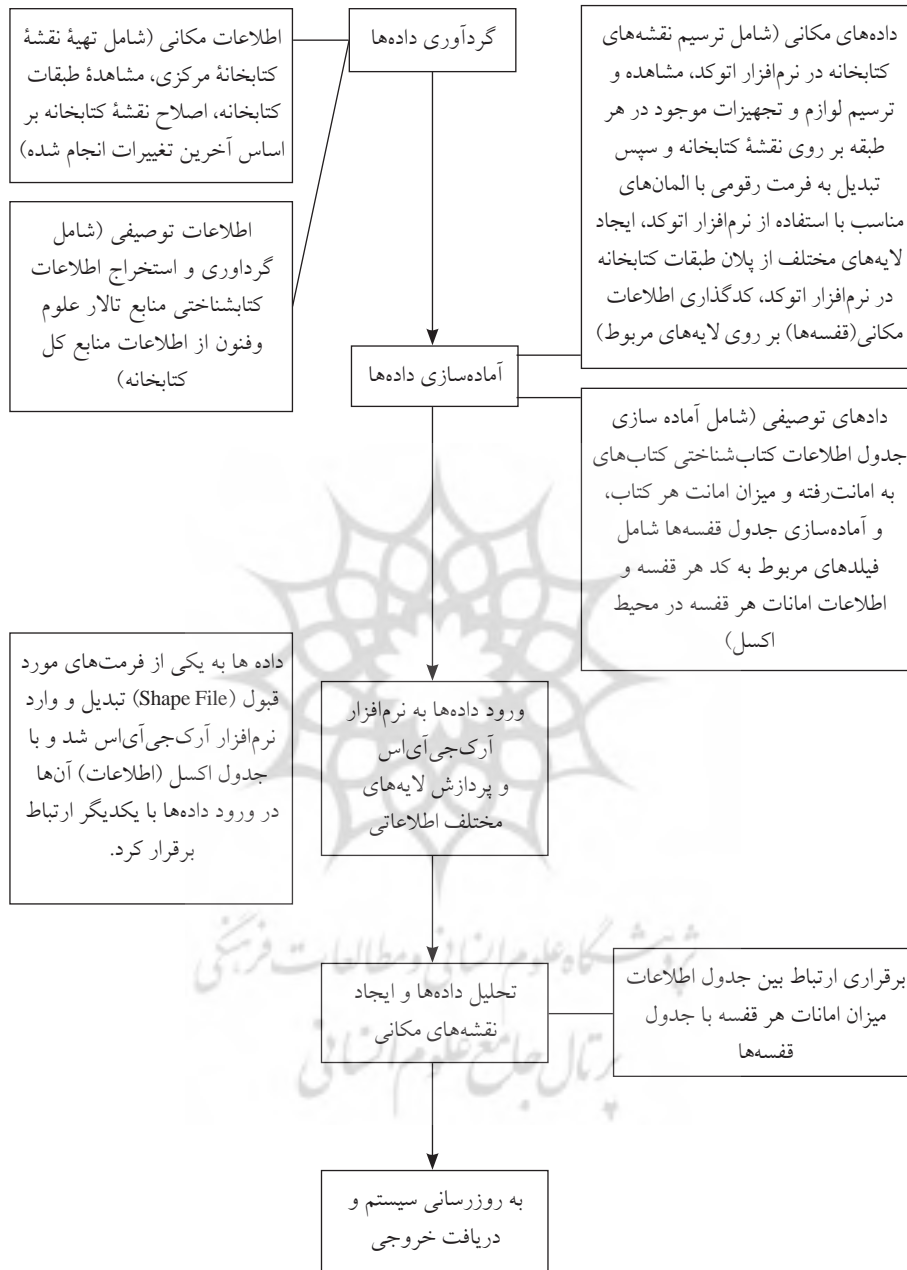 گردآوری داده‌ها
اطلاعات مکانی (شامل تهیهٔ نقشهٔ
کتابخانهٔ مرکزی، مشاهدهٔ طبقات
کتابخانه، اصلاح نقشهٔ کتابخانه بر
اساس آخرین تغییرات انجام شده)
اطلاعات توصیفی (شامل
گرداوری و استخراج اطلاعات
کتابشناختی منابع تالار علوم
وفنون از اطلاعات منابع کل
کتابخانه)
داده‌های مکانی (شامل ترسیم نقشه‌های
کتابخانه در نرم‌افزار اتوکد، مشاهده و
ترسیم لوازم و تجهیزات موجود در هر
طبقه بر روی نقشهٔ کتابخانه و سپس
تبدیل به فرمت رقومی با المان‌های
مناسب با استفاده از نرم‌افزار اتوکد، ایجاد
لایه‌های مختلف از پلان طبقات کتابخانه
در نرم‌افزار اتوکد، کدگذاری اطلاعات
مکانی(قفسه‌ها) بر روی لایه‌های مربوط)
آماده‌سازی داده‌ها
دادهای توصیفی (شامل آماده سازی
جدول اطلاعات کتاب‌شناختی کتاب‌های
به امانت‌رفته و میزان امانت هر کتاب،
و آماده‌سازی جدول قفسه‌ها شامل
فیلدهای مربوط به کد هر قفسه و
اطلاعات امانات هر قفسه در محیط
اکسل)
ورود داده‌ها به نرم‌افزار
آرک‌جی‌آی‌اس
و پردازش لایه‌های
مختلف اطلاعاتی
داده ها به یکی از فرمت‌های مورد
قبول (Shape File) تبدیل و وارد
نرم‌افزار آرک‌جی‌آی‌اس شد و با
جدول اکسل (اطلاعات) آن‌ها
در ورود داده‌ها با یکدیگر ارتباط
برقرار کرد.
پژوهشگاه علوم انسانی و مطالعات فرهنگی
پرتال جامع علوم انسانی
تحلیل داده‌ها و ایجاد
نقشه‌های مکانی
برقراری ارتباط بین جدول اطلاعات
میزان امانات هر قفسه با جدول
قفسه‌ها
به روزرسانی سیستم و
دریافت خروجی